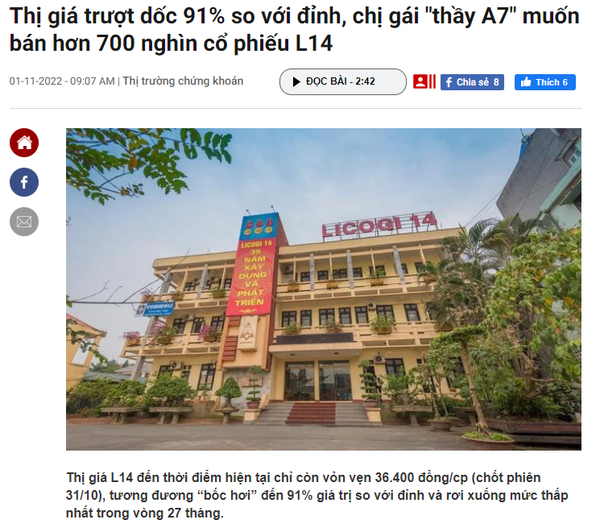 Thị giá trượt dốc 91% so với đỉnh, chị gái "thầy A7" muốn
bán hơn 700 nghìn cổ phiếu L14
01-11-2022 - 09:07 AM | Thị trường chứng khoán
ĐỌC BÀI - 2:42
Chia sẻ 8
Thích 6
LICOGI 14
LICOGI 14
35
NĂM XÂY
DỰNG VÀ
PHÁT
TRIỂN
Thị giá L14 đến thời điểm hiện tại chỉ còn vỏn vẹn 36.400 đồng/cp (chốt phiên
31/10), tương đương “bốc hơi” đến 91% giá trị so với đỉnh và rơi xuống mức thấp
nhất trong vòng 27 tháng.